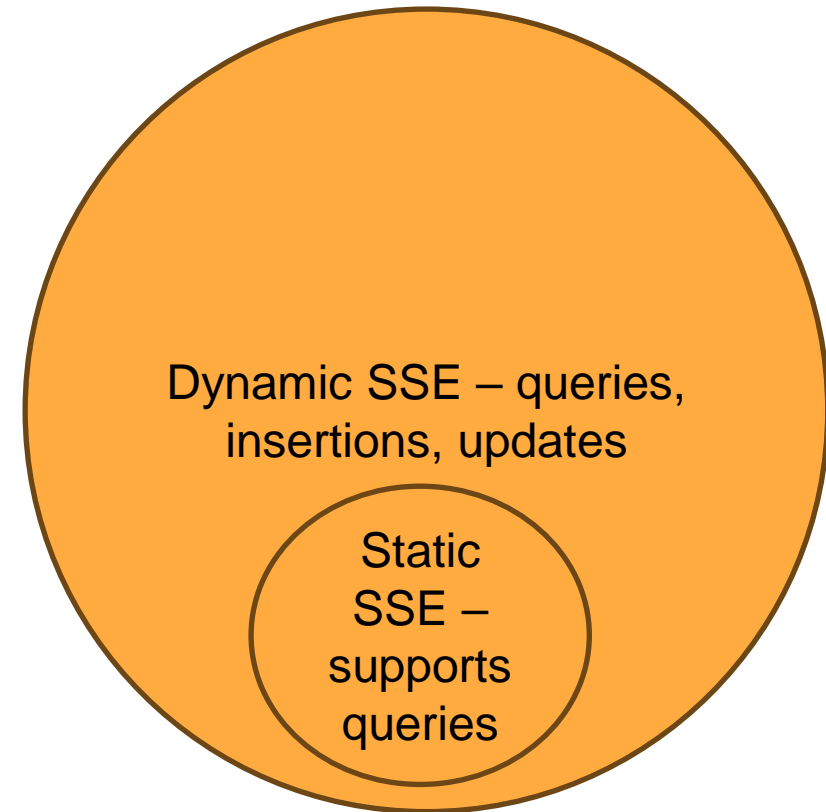 Dynamic SSE – queries,
insertions, updates
Static
SSE –
supports
queries